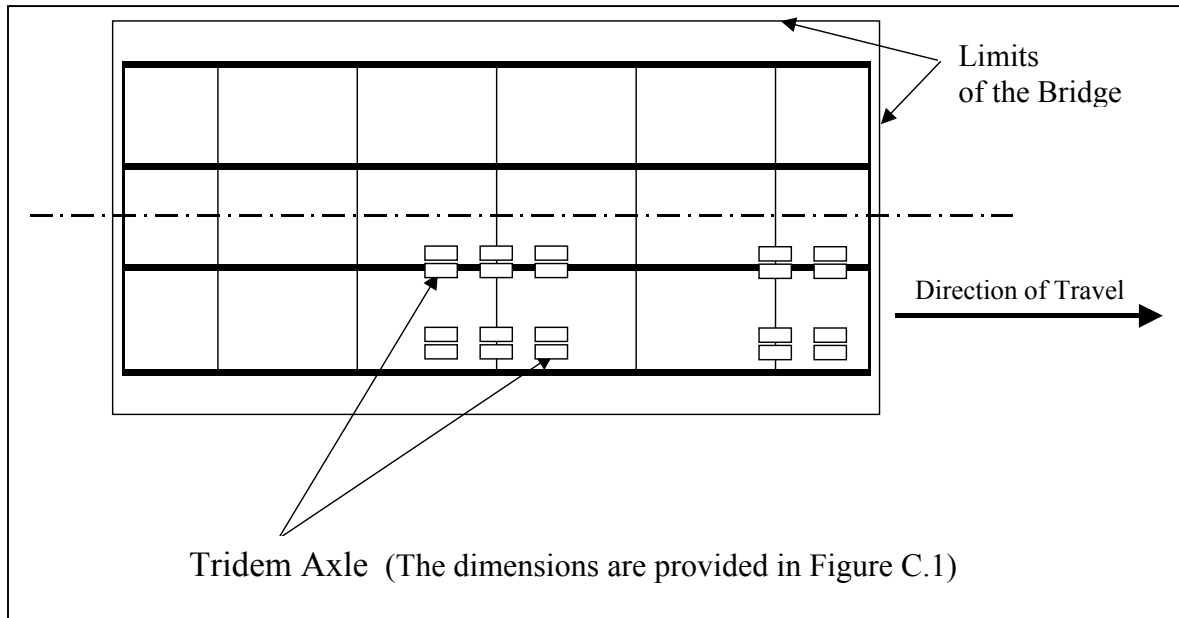 Limits
of the Bridge
Direction of Travel
Tridem Axle (The dimensions are provided in Figure C.1)